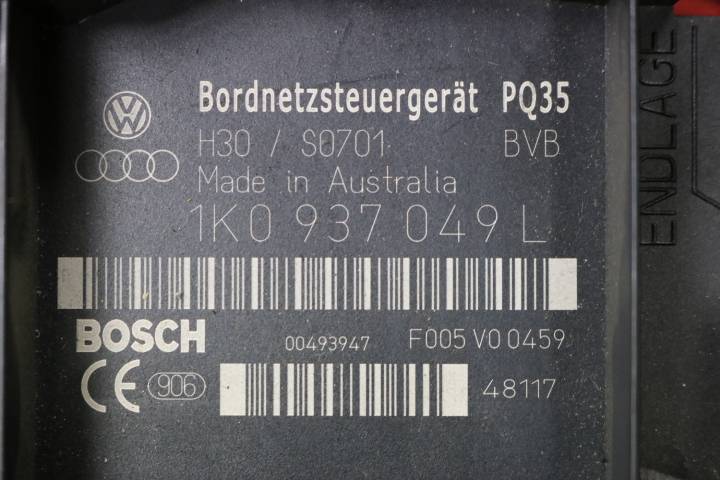 Bordnetzsteuergerät PQ35
H30 / S0701 BVB
Made in Australia
1K0 937 049 L
BOSCH 00493947 F005 V0 0459
CE 906 48117
ENDLAGE